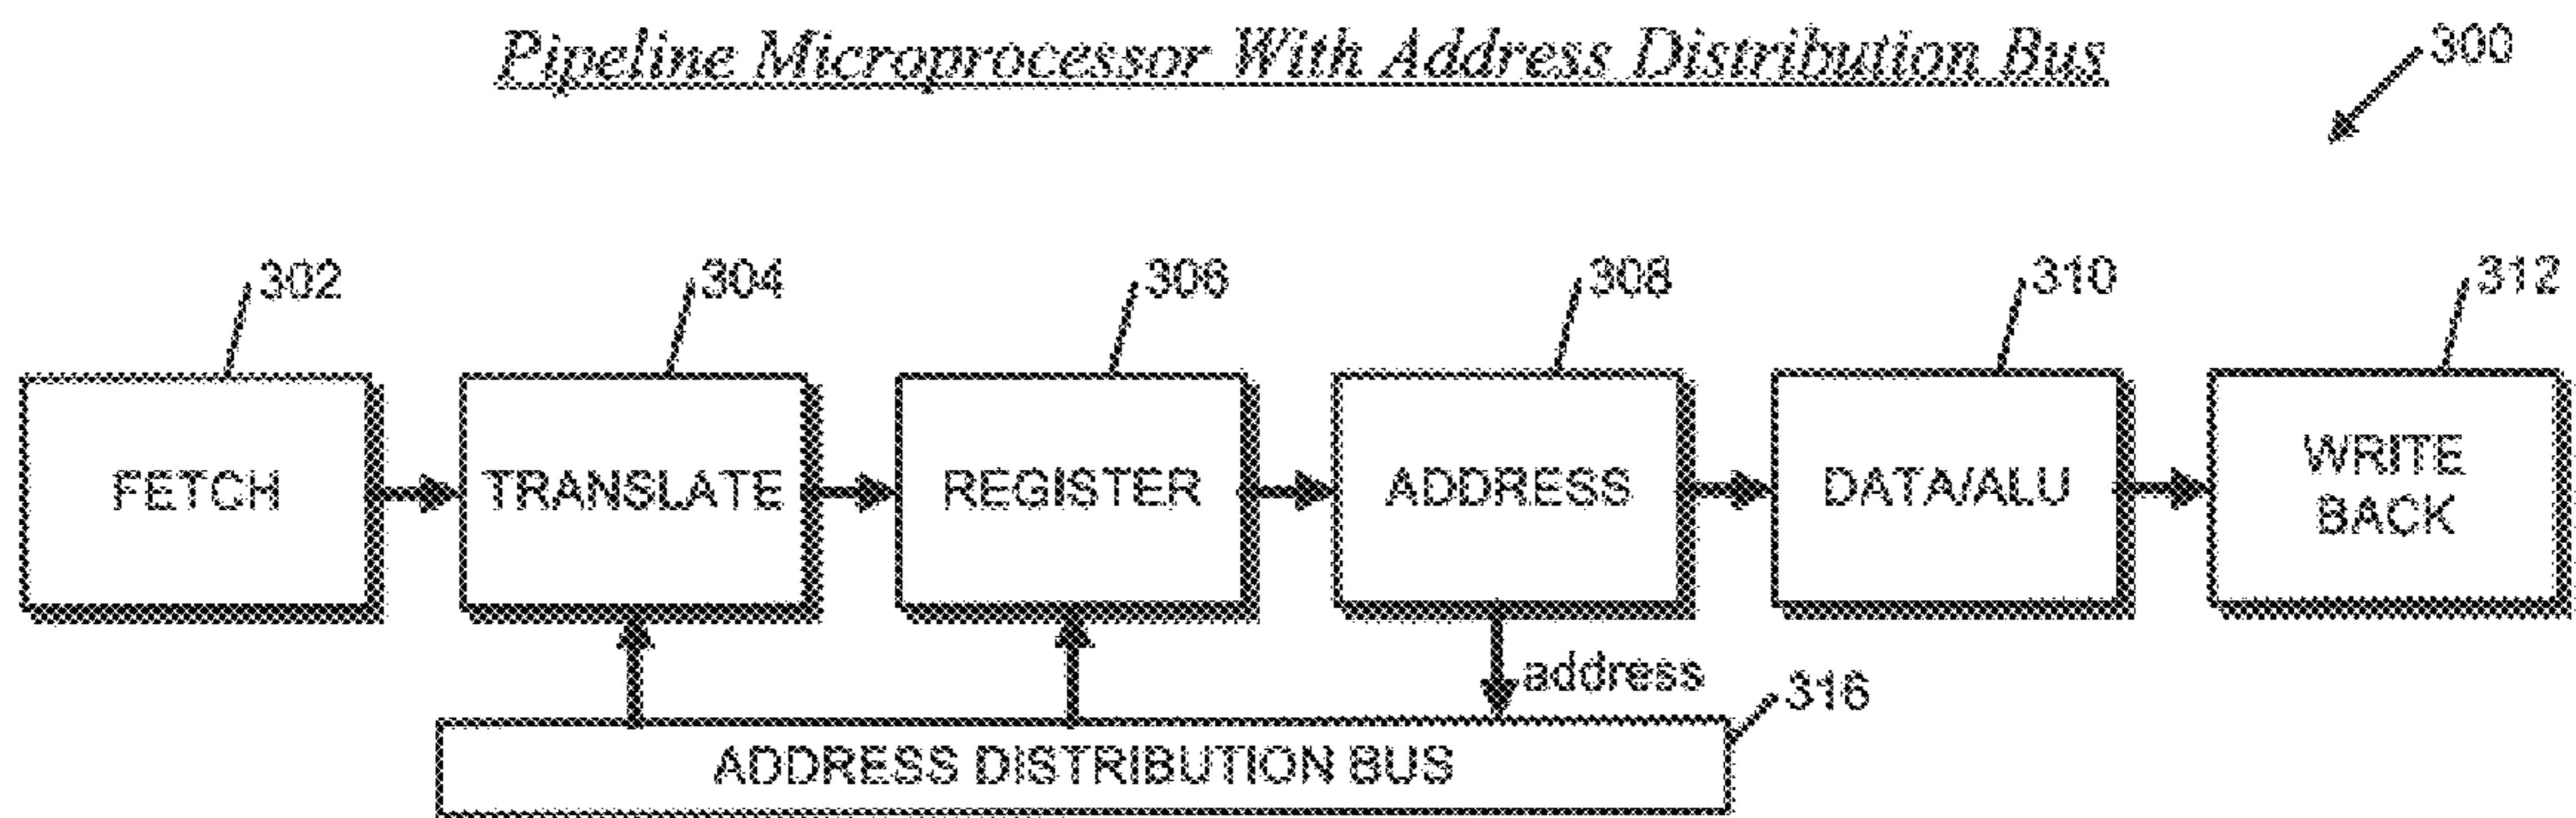 Pipeline Microprocessor With Address Distribution Bus
300
302
304
306
308
310
312
FETCH
TRANSLATE
REGISTER
ADDRESS
DATA/ALU
WRITE
BACK
address
316
ADDRESS DISTRIBUTION BUS